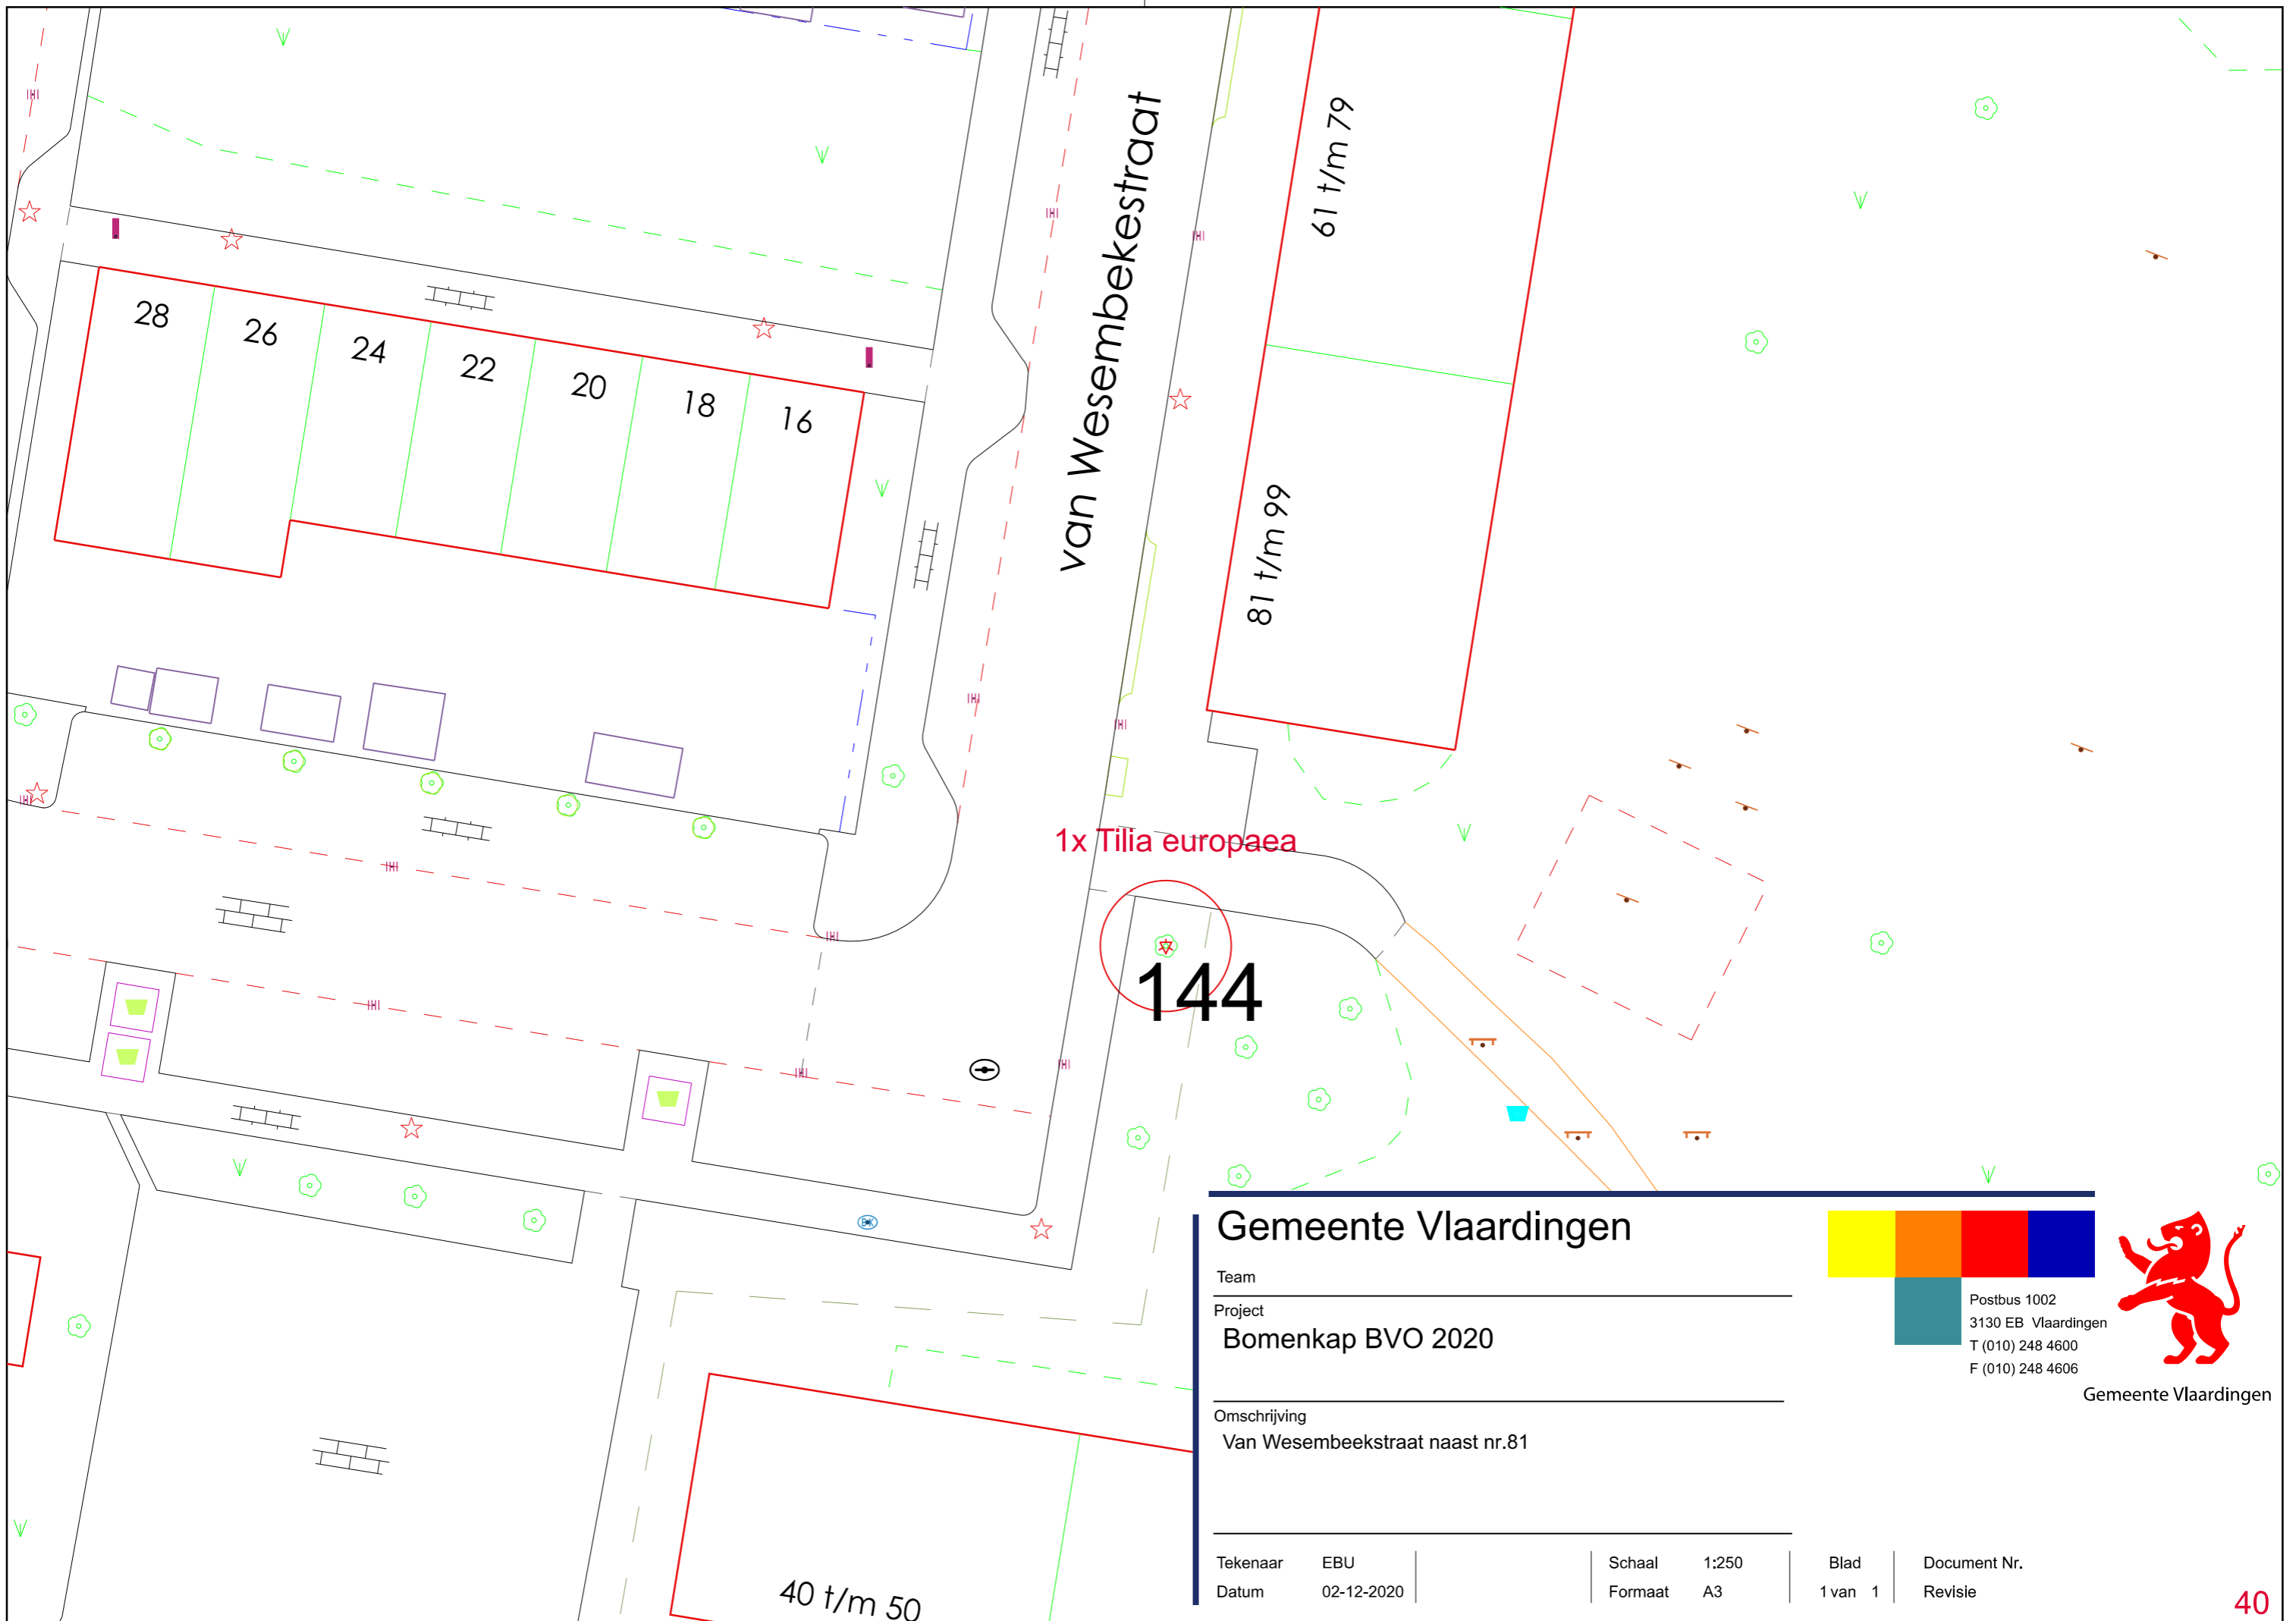 van Wesembekestraat
61 t/m 79
81 t/m 99
28
26
24
22
20
18
16
1x Tilia europaea
144
BK
40 t/m 50
Gemeente Vlaardingen
Team
Project
Bomenkap BVO 2020
Omschrijving
Van Wesembeekstraat naast nr.81
Tekenaar EBU Schaal 1:250 Blad Document Nr.
Datum 02-12-2020 Formaat A3 1 van 1 Revisie
Postbus 1002
3130 EB Vlaardingen
T (010) 248 4600
F (010) 248 4606
Gemeente Vlaardingen
40